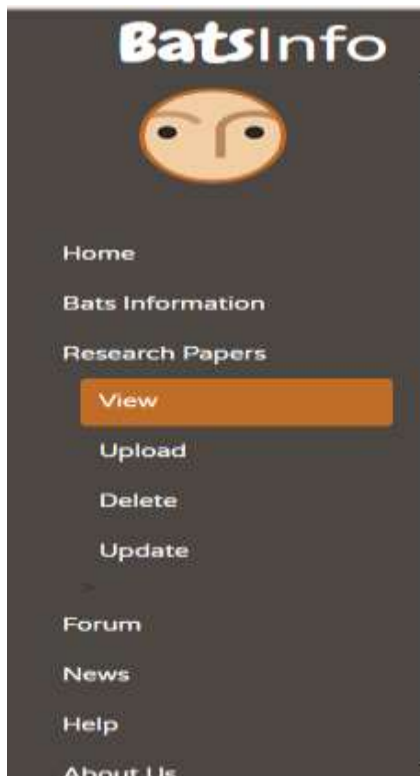 BatsInfo
Home
Bats Information
Research Papers
View
Upload
Delete
Update
>
Forum
News
Help
About Us